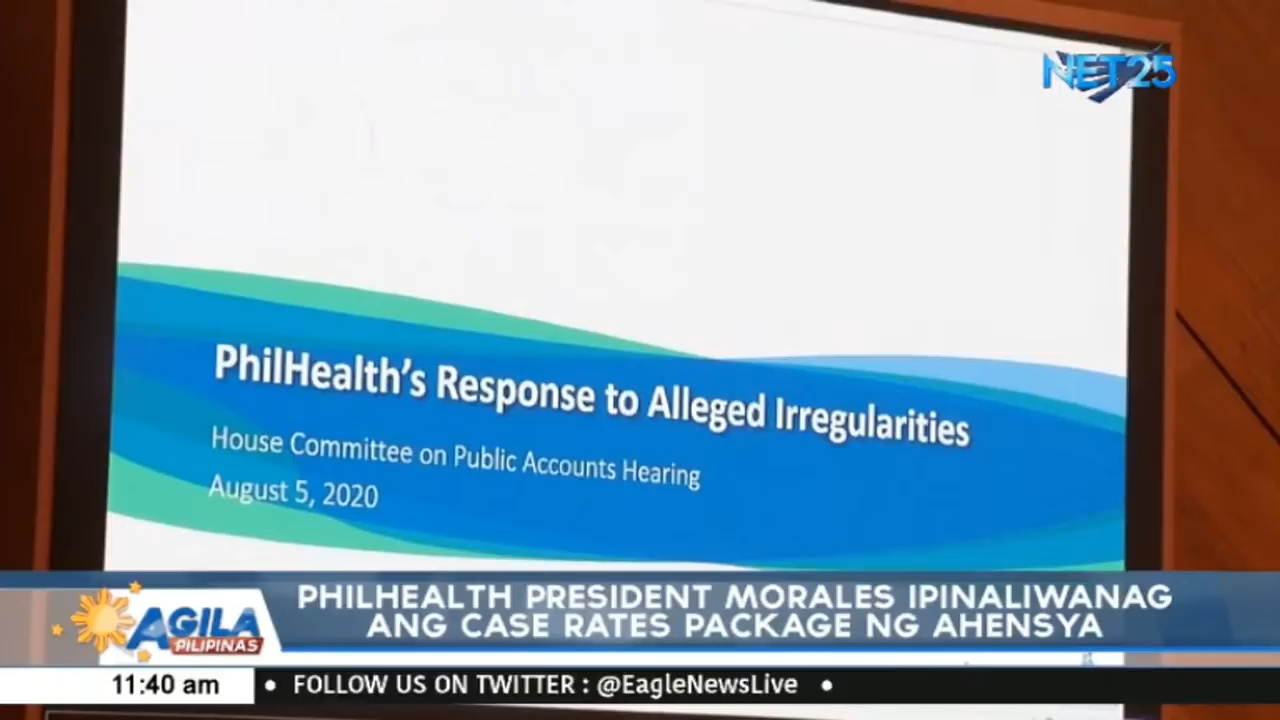 NET25
PhilHealth's Response to Alleged Irregularities
House Committee on Public Accounts Hearing
August 5, 2020
PHILHEALTH PRESIDENT MORALES IPINALIWANAG
ANG CASE RATES PACKAGE NG AHENSYA
AGILA
PILIPINAS
11:40 am
• FOLLOW US ON TWITTER : @EagleNewsLive •